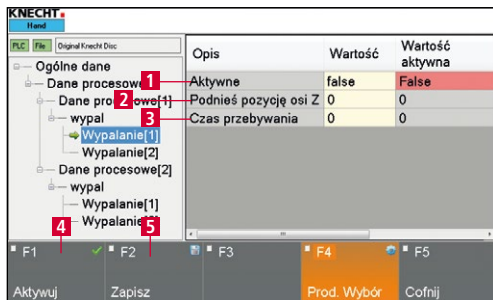 KNECHT
Hand
PLC File Original Knecht Disc
Ogólne dane
Dane procesowe
Dane procesowe[1]
wypal
Wypalanie[1]
Wypalanie[2]
Dane procesowe[2]
wypal
Wypalanie[1]
Opis Wartość Wartość aktywna
1 Aktywne false False
2 Podnieś pozycję osi Z 0 0
3 Czas przebywania 0 0
4 5
F1 F2 F3 F4 F5
Aktywuj Zapisz Prod. Wybór Cofnij